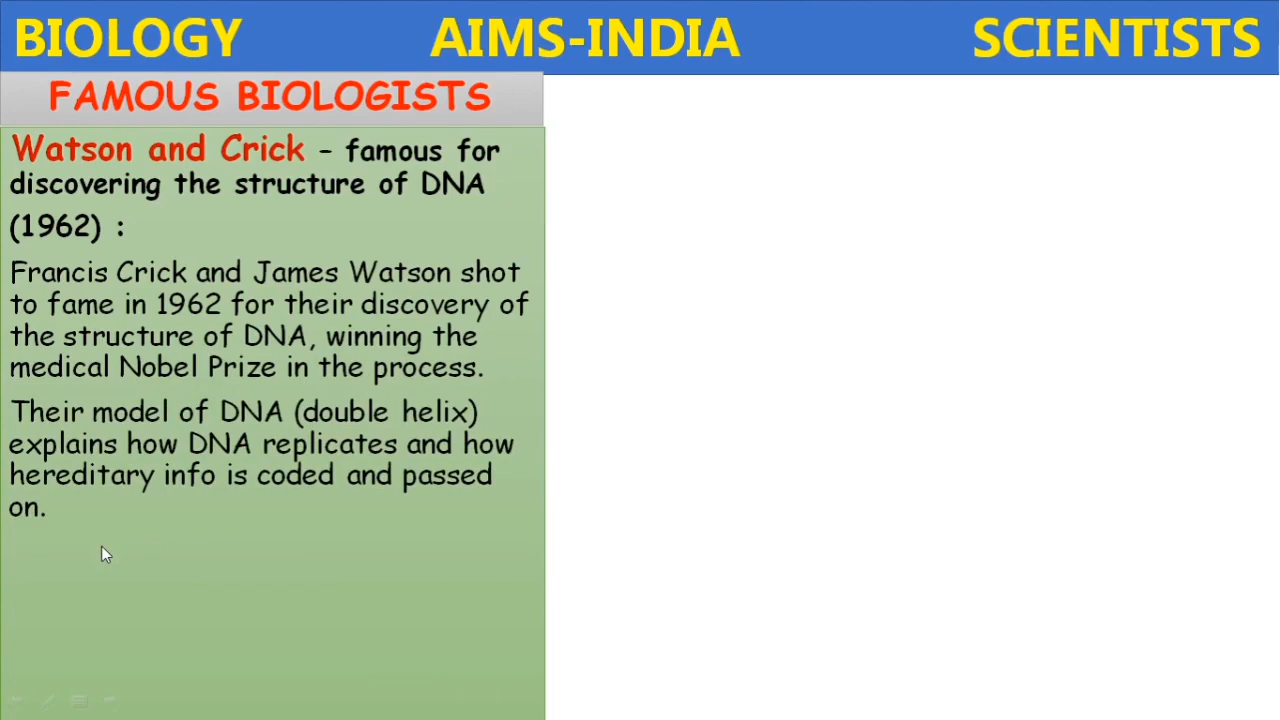 BIOLOGY AIMS-INDIA SCIENTISTS
FAMOUS BIOLOGISTS
Watson and Crick – famous for
discovering the structure of DNA
(1962) :
Francis Crick and James Watson shot
to fame in 1962 for their discovery of
the structure of DNA, winning the
medical Nobel Prize in the process.
Their model of DNA (double helix)
explains how DNA replicates and how
hereditary info is coded and passed
on.